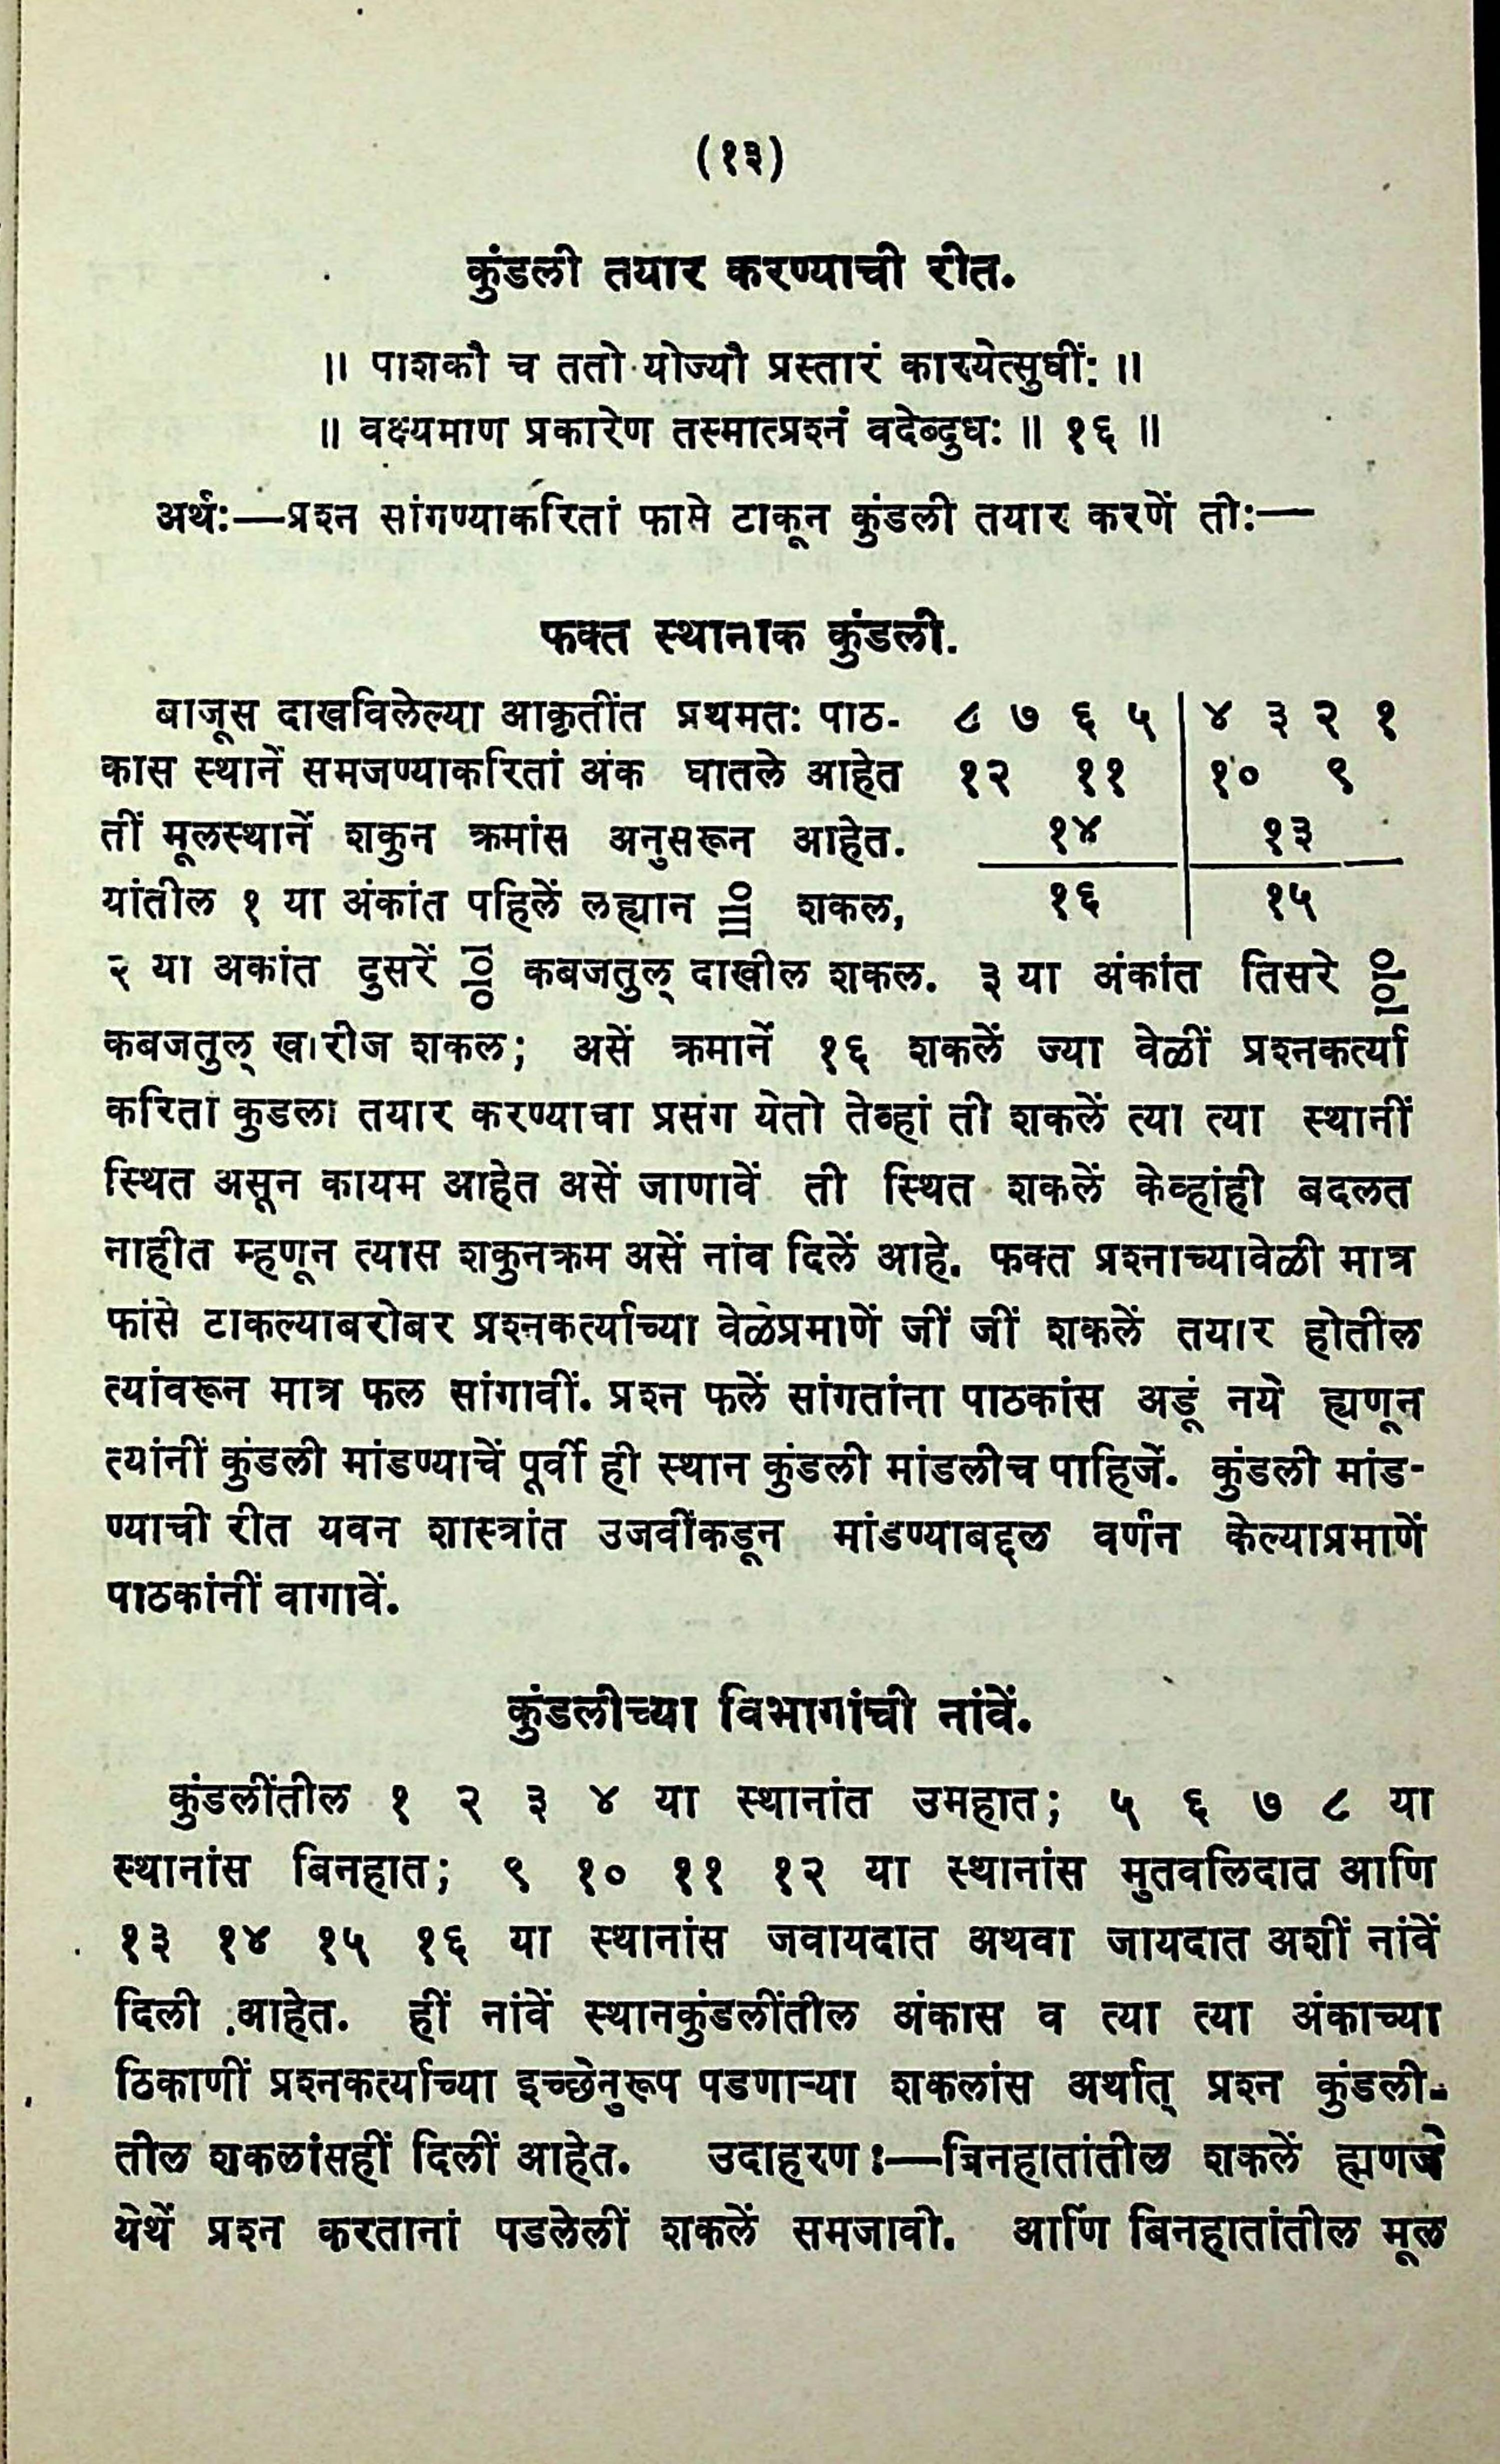 (१३)
कुंडली तयार करण्याची रीत.
॥ पाशकौ च ततो योज्यौ प्रस्तारं कारयेत्सुधीः ॥
॥ वक्ष्यमाण प्रकारेण तस्मात्प्रश्नं वदेब्दुधः ॥ १६ ॥
अर्थः—प्रश्न सांगण्याकरितां फासे टाकून कुंडली तयार करणें ती:—
फक्त स्थानाक कुंडली.
बाजूस दाखविलेल्या आकृतींत प्रथमतः पाठ- ८ ७ ६ ५ | ४ ३ २ १
कास स्थानें समजण्याकरितां अंक घातले आहेत १२ ११ | १० ९
तीं मूलस्थानें शकुन क्रमांस अनुसरून आहेत. १४ | १३
यांतील १ या अंकांत पहिलें लह्यान शकल, १६ | १५
२ या अकांत दुसरें कबजतुल् दाखील शकल. ३ या अंकांत तिसरे
कबजतुल् खारीज शकल; असें क्रमानें १६ शकलें ज्या वेळीं प्रश्नकर्त्या
करितां कुडला तयार करण्याचा प्रसंग येतो तेव्हां ती शकलें त्या त्या स्थानीं
स्थित असून कायम आहेत असें जाणावें ती स्थित शकलें केव्हांही बदलत
नाहीत म्हणून त्यास शकुनक्रम असें नांव दिलें आहे. फक्त प्रश्नाच्यावेळी मात्र
फांसे टाकल्याबरोबर प्रश्नकर्त्याच्या वेळेप्रमाणें जीं जीं शकलें तयार होतील
त्यांवरून मात्र फल सांगावीं. प्रश्न फलें सांगतांना पाठकांस अडूं नये ह्मणून
त्यांनीं कुंडली मांडण्याचें पूर्वी ही स्थान कुंडली मांडलीच पाहिजें. कुंडली मांड-
ण्याची रीत यवन शास्त्रांत उजवींकडून मांडण्याबद्दल वर्णन केल्याप्रमाणें
पाठकांनीं वागावें.
कुंडलीच्या विभागांची नांवें.
कुंडलींतील १ २ ३ ४ या स्थानांत उमहात; ५ ६ ७ ८ या
स्थानांस बिनहात; ९ १० ११ १२ या स्थानांस मुतवलिदात आणि
१३ १४ १५ १६ या स्थानांस जवायदात अथवा जायदात अशीं नांवें
दिली आहेत. हीं नांवें स्थानकुंडलींतील अंकास व त्या त्या अंकाच्या
ठिकाणीं प्रश्नकर्त्याच्या इच्छेनुरूप पडणाऱ्या शकलांस अर्थात् प्रश्न कुंडली-
तील शकलांसहीं दिलीं आहेत. उदाहरण:—बिनहातांतील शकलें ह्मणजे
येथें प्रश्न करतानां पडलेलीं शकलें समजावी. आणि बिनहातांतील मूळ